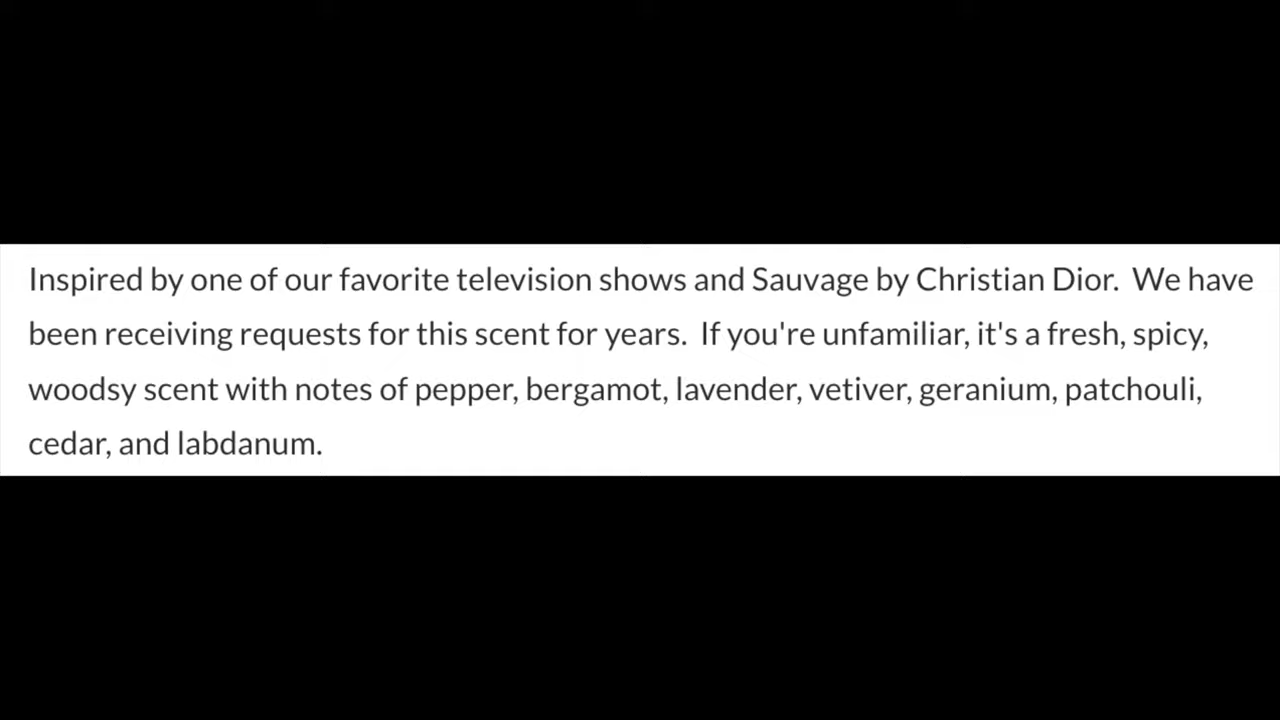 Inspired by one of our favorite television shows and Sauvage by Christian Dior.  We have
been receiving requests for this scent for years.  If you're unfamiliar, it's a fresh, spicy,
woodsy scent with notes of pepper, bergamot, lavender, vetiver, geranium, patchouli,
cedar, and labdanum.